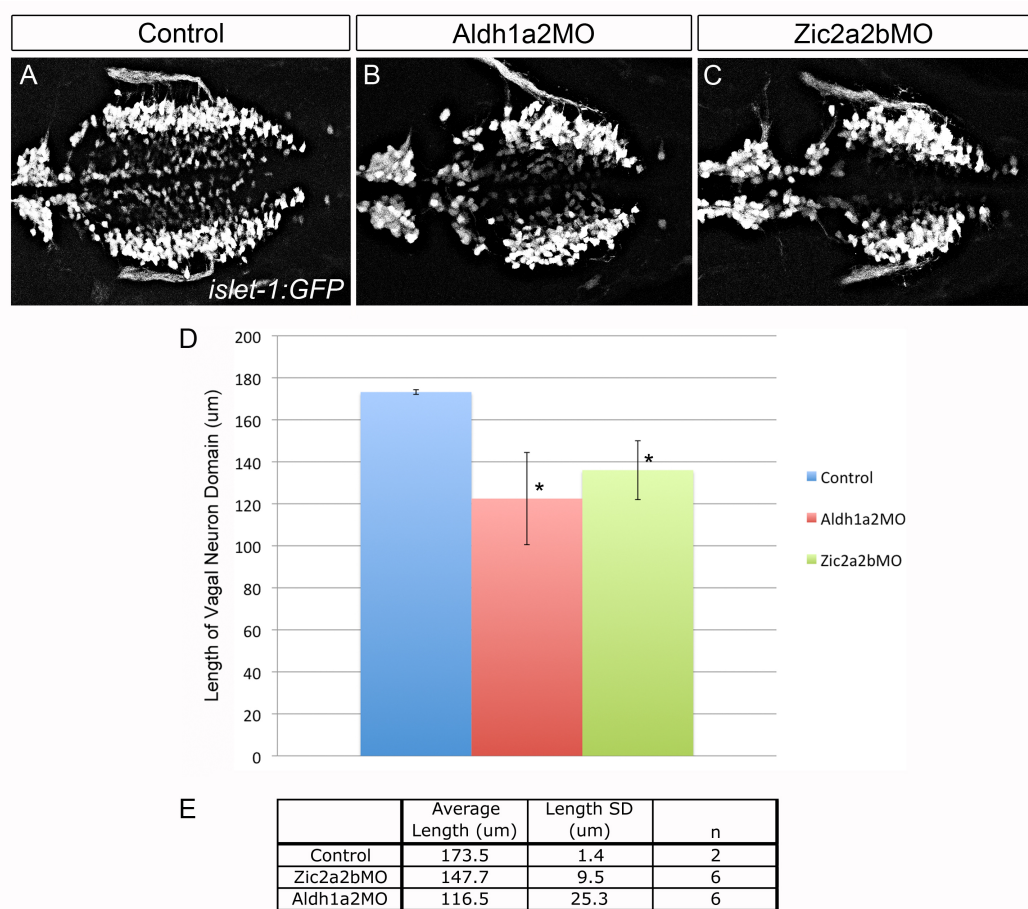 Control
Aldh1a2MO
Zic2a2bMO
A
B
C
islet-1:GFP
D
Length of Vagal Neuron Domain (um)
200
180
160
140
120
100
80
60
40
20
0
*
*
Control
Aldh1a2MO
Zic2a2bMO
E
Average Length (um) Length SD (um) n
Control 173.5 1.4 2
Zic2a2bMO 147.7 9.5 6
Aldh1a2MO 116.5 25.3 6